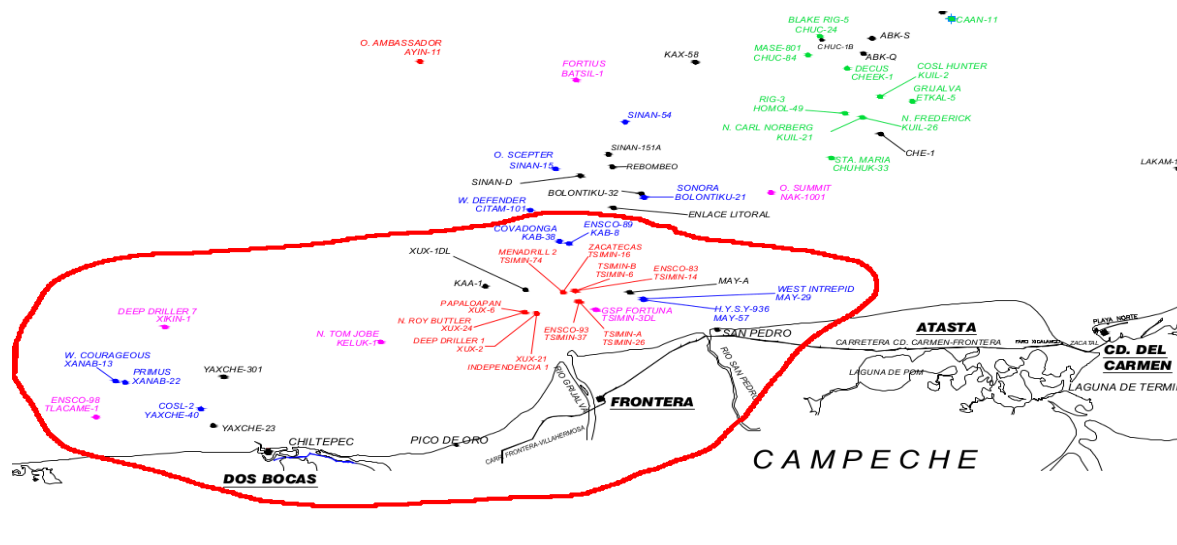 CAAN-11
BLAKE RIG-5
CHUC-24
ABK-S
O. AMBASSADOR
AYIN-11
MASE-801
CHUC-84
CHUC-1B
ABK-Q
KAX-58
FORTIUS
BATSIL-1
DECUS
CHEEK-1
COSL HUNTER
KUIL-2
GRIJALVA
ETKAL-5
RIG-3
HOMOL-49
SINAN-54
N. CARL NORBERG
KUIL-21
N. FREDERICK
KUIL-26
SINAN-151A
CHE-1
O. SCEPTER
SINAN-15
REBOMBEO
STA. MARIA
CHUHUK-33
LAKAM-1
SINAN-D
BOLONTIKU-32
SONORA
BOLONTIKU-21
O. SUMMIT
NAK-1001
W. DEFENDER
CITAM-101
ENLACE LITORAL
COVADONGA
KAB-38
ENSCO-89
KAB-8
XUX-1DL
MENADRILL 2
TSIMIN-74
ZACATECAS
TSIMIN-16
TSIMIN-B
TSIMIN-6
ENSCO-83
TSIMIN-14
KAA-1
MAY-A
WEST INTREPID
MAY-29
PAPALOAPAN
XUX-6
GSP FORTUNA
TSIMIN-3DL
H.Y.S.Y-936
MAY-57
DEEP DRILLER 7
XIKIN-1
N. TOM JOBE
KELUK-1
N. ROY BUTTLER
XUX-24
DEEP DRILLER 1
XUX-2
ENSCO-93
TSIMIN-37
TSIMIN-A
TSIMIN-26
XUX-21
INDEPENDENCIA 1
SAN PEDRO
ATASTA
PLAYA NORTE
CARRETERA CD. CARMEN-FRONTERA
FARO XICALANGO
ZACATAL
CD. DEL
CARMEN
W. COURAGEOUS
XANAB-13
PRIMUS
XANAB-22
YAXCHE-301
RIO GRIJALVA
RIO SAN PEDRO
LAGUNA DE POM
LAGUNA DE TERMI
ENSCO-98
TLACAME-1
COSL-2
YAXCHE-40
FRONTERA
YAXCHE-23
CHILTEPEC
PICO DE ORO
CARR. FRONTERA-VILLAHERMOSA
DOS BOCAS
CAMPECHE